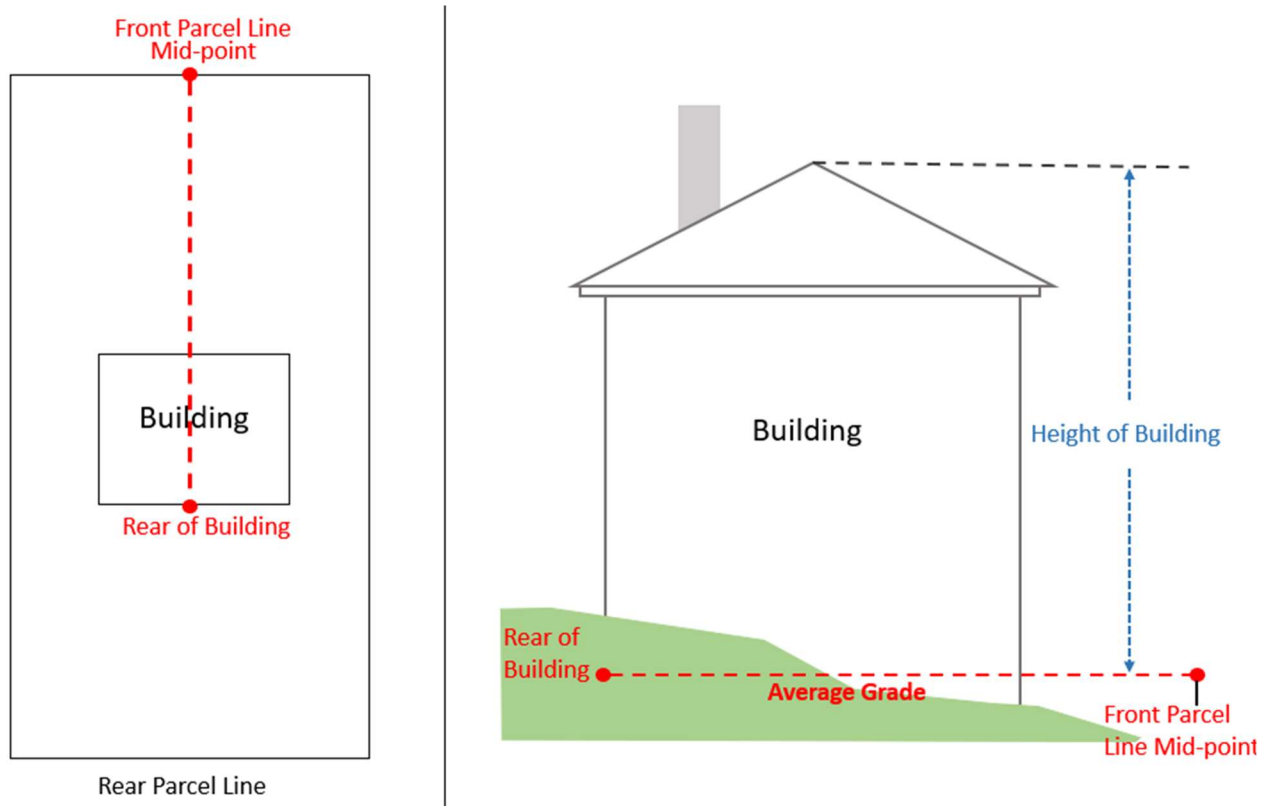 Front Parcel Line
Mid-point
Building
Rear of Building
Rear Parcel Line
Building
Height of Building
Rear of
Building
Average Grade
Front Parcel
Line Mid-point